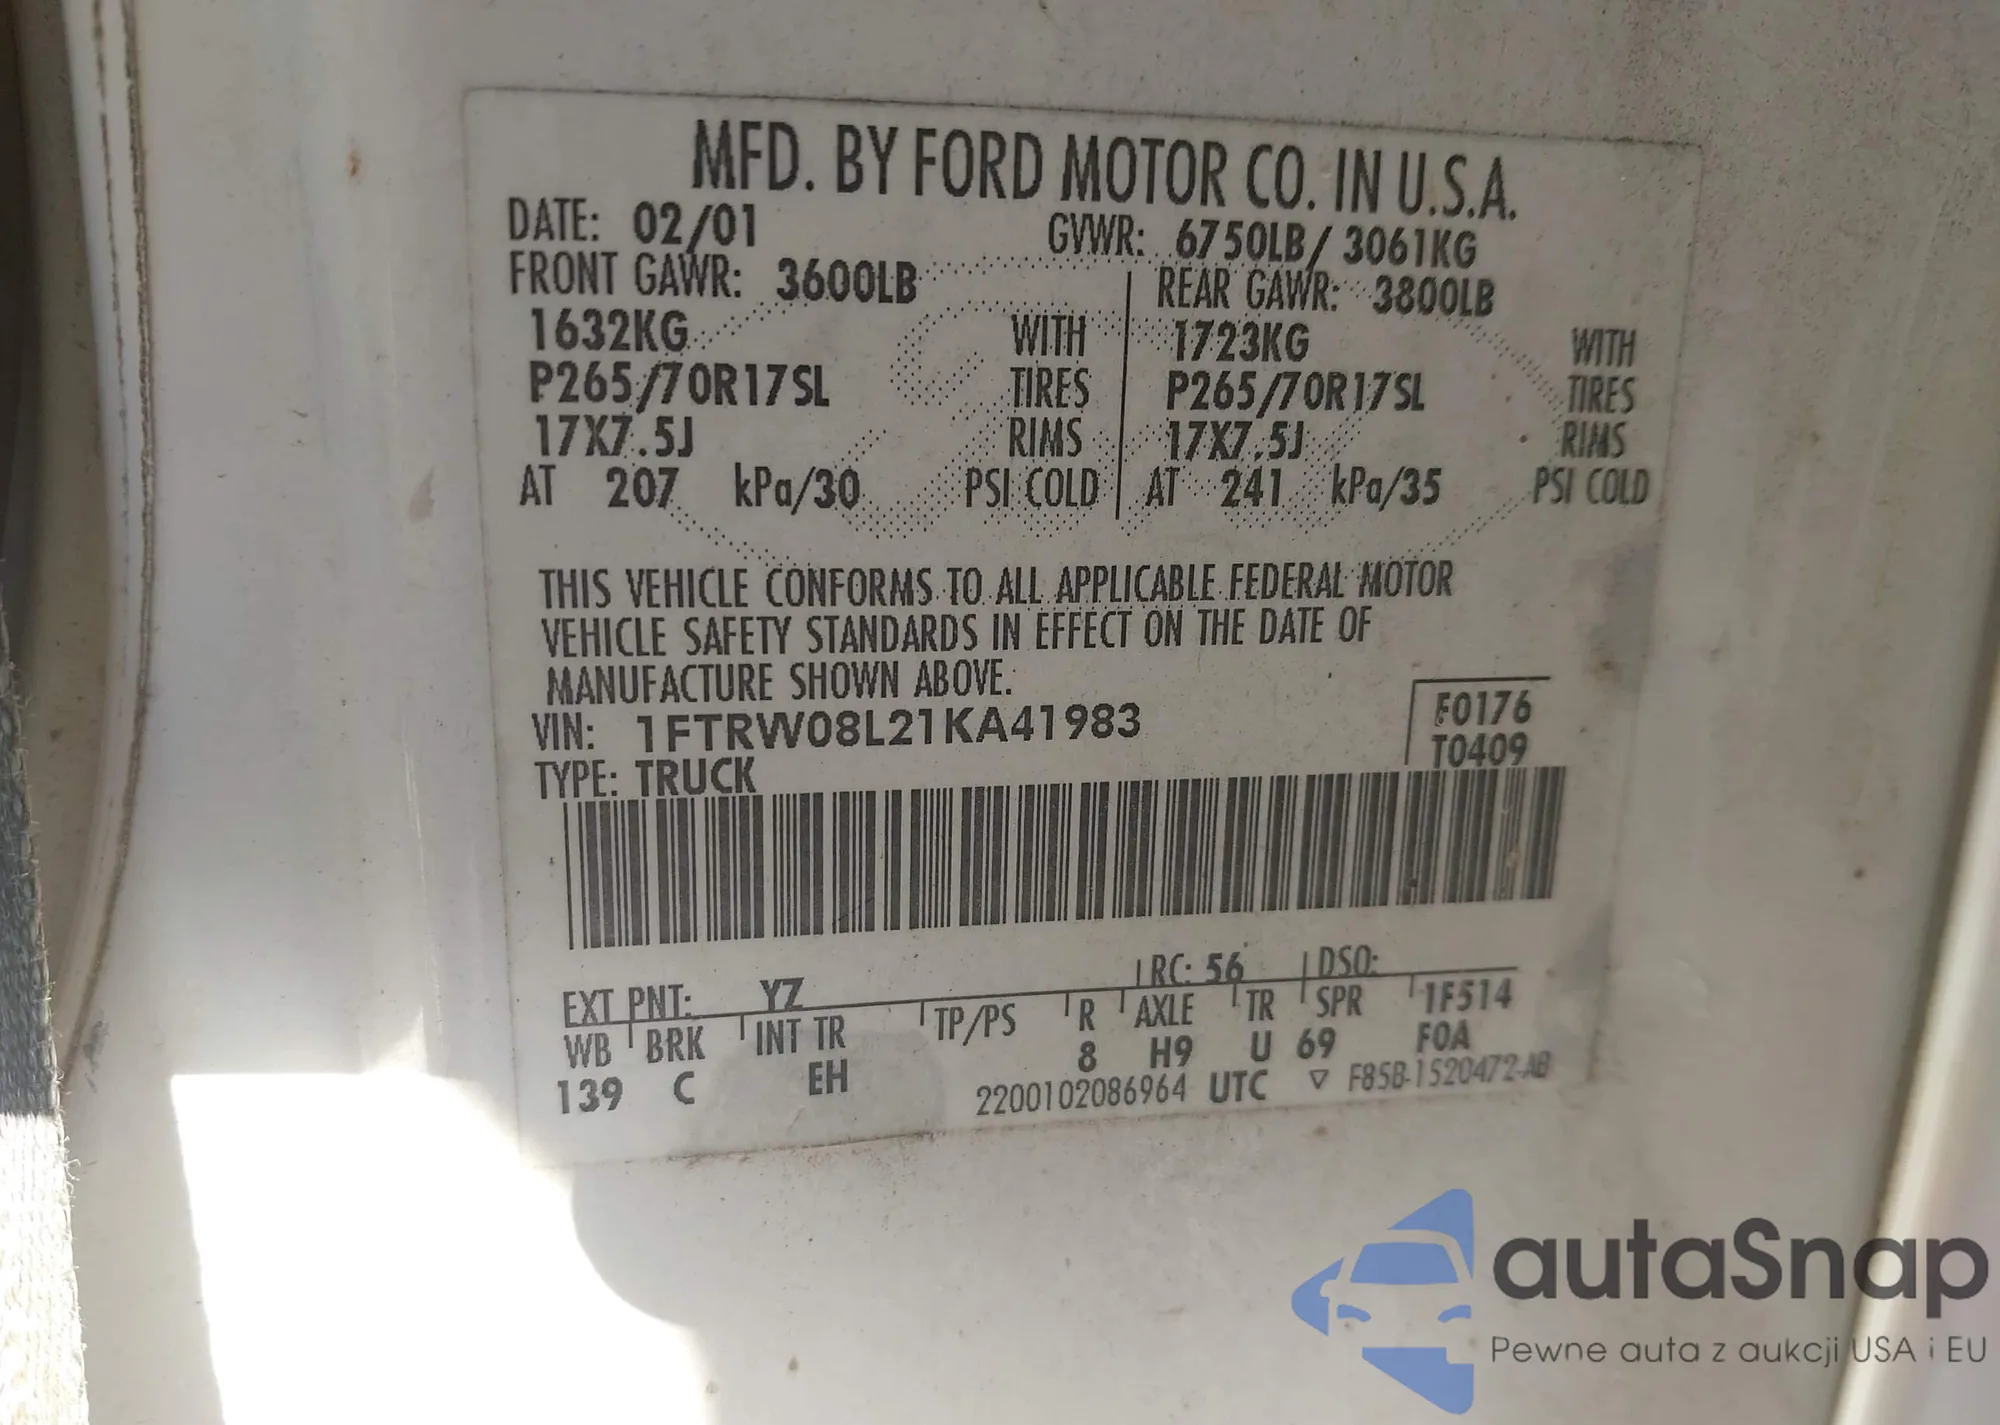 MFD. BY FORD MOTOR CO. IN U.S.A.
DATE: 02/01 GVWR: 6750LB/ 3061KG
FRONT GAWR: 3600LB REAR GAWR: 3800LB
1632KG WITH 1723KG WITH
P265/70R17SL TIRES P265/70R17SL TIRES
17X7.5J RIMS 17X7.5J RIMS
AT 207 kPa/30 PSI COLD AT 241 kPa/35 PSI COLD
THIS VEHICLE CONFORMS TO ALL APPLICABLE FEDERAL MOTOR
VEHICLE SAFETY STANDARDS IN EFFECT ON THE DATE OF
MANUFACTURE SHOWN ABOVE.
VIN: 1FTRW08L21KA41983 F0176
TYPE: TRUCK T0409
EXT PNT: YZ RC: 56 DSO:
WB BRK INT TR TP/PS R AXLE TR SPR 1F514
139 C EH 8 H9 U 69 F0A
2200102086964 UTC ▽ F85B-1520472-AB
autaSnap
Pewne auta z aukcji USA i EU